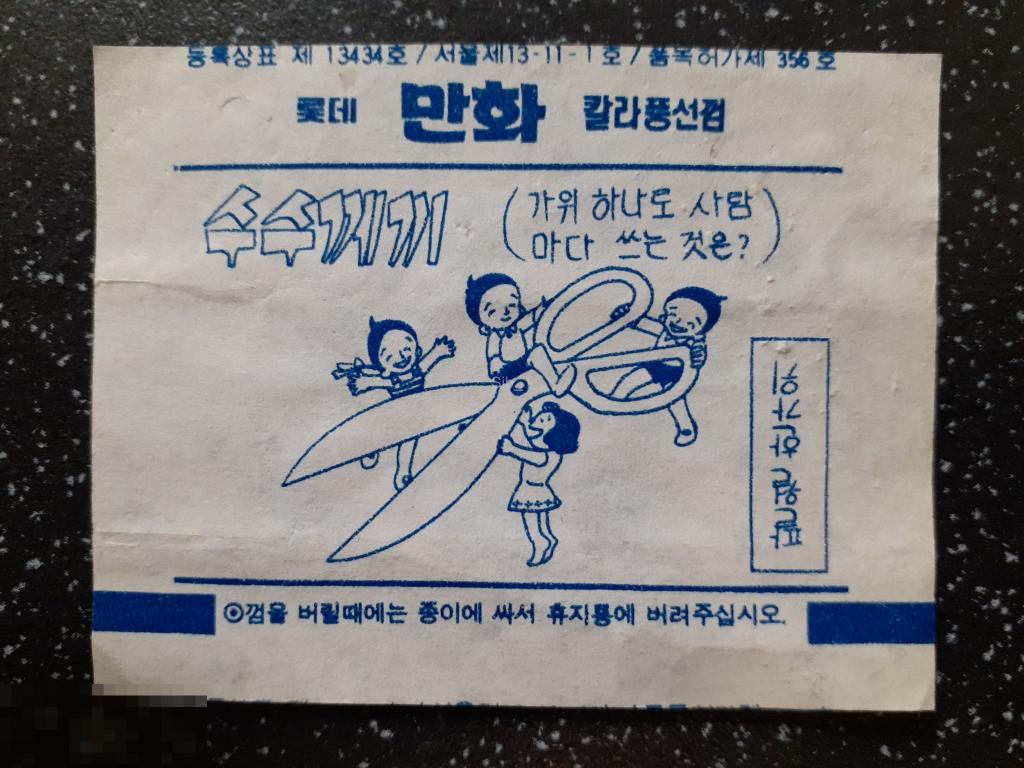 등록상표 제 13434호 / 서울제13-11-1호 / 품목허가제 356호
롯데 만화 칼라풍선껌
수수께끼 (가위 하나로 사람
마다 쓰는 것은?)
팔월 한가위
⊙껌을 버릴때에는 종이에 싸서 휴지통에 버려주십시오.